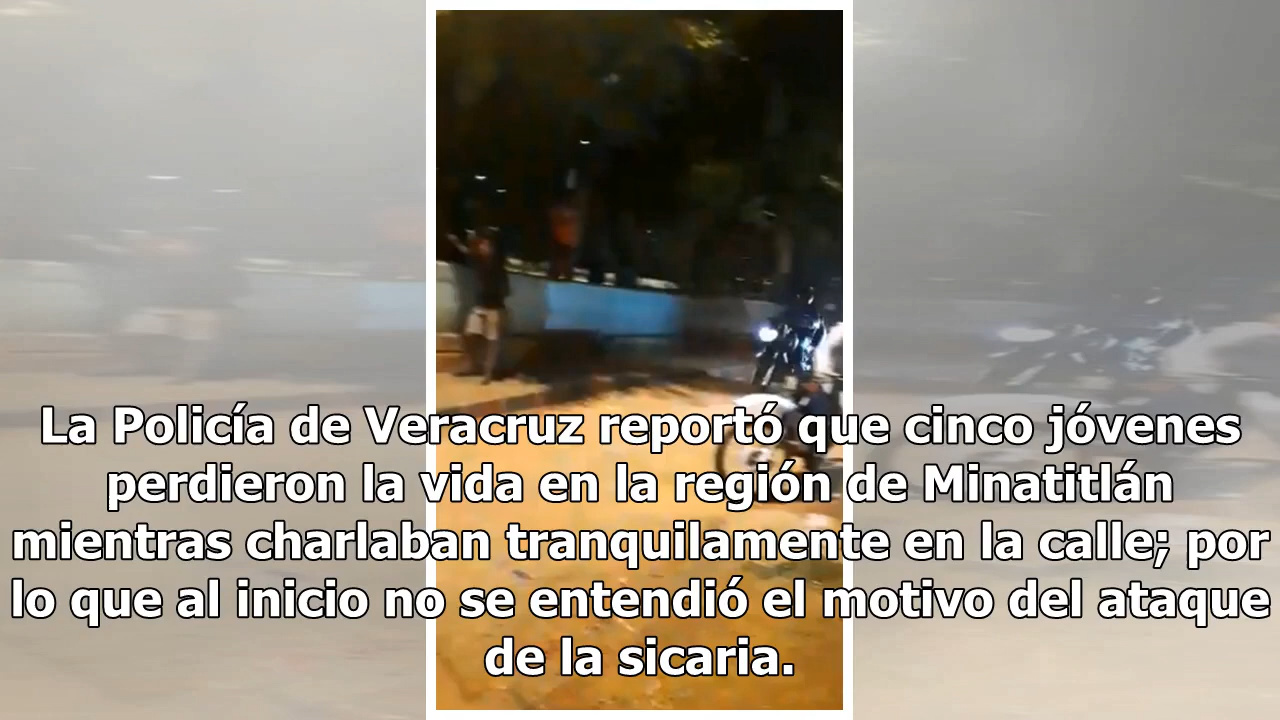 La Policía de Veracruz reportó que cinco jóvenes
perdieron la vida en la región de Minatitlán
mientras charlaban tranquilamente en la calle; por
lo que al inicio no se entendió el motivo del ataque
de la sicaria.